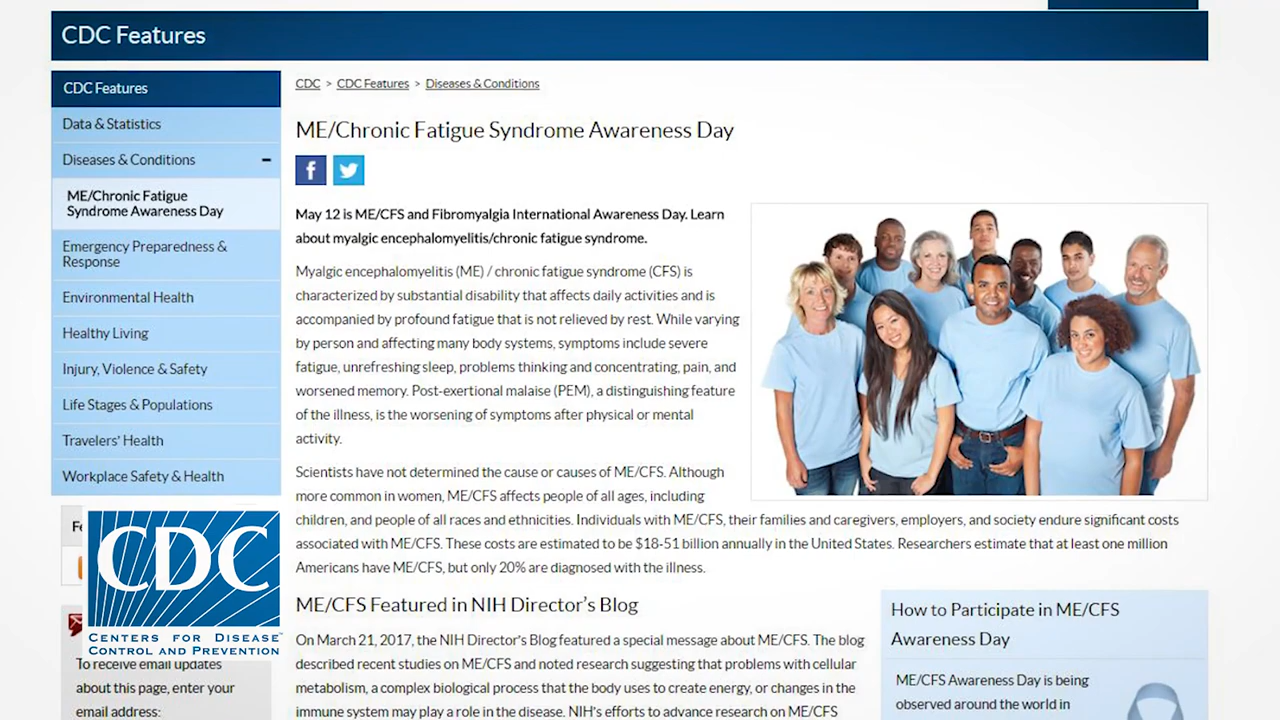 CDC Features
CDC Features
Data & Statistics
Diseases & Conditions
ME/Chronic Fatigue
Syndrome Awareness Day
Emergency Preparedness &
Response
Environmental Health
Healthy Living
Injury, Violence & Safety
Life Stages & Populations
Travelers' Health
Workplace Safety & Health
CDC
CENTERS FOR DISEASE™
CONTROL AND PREVENTION
To receive email updates
about this page, enter your
email address:
CDC > CDC Features > Diseases & Conditions
ME/Chronic Fatigue Syndrome Awareness Day
May 12 is ME/CFS and Fibromyalgia International Awareness Day. Learn
about myalgic encephalomyelitis/chronic fatigue syndrome.
Myalgic encephalomyelitis (ME) / chronic fatigue syndrome (CFS) is
characterized by substantial disability that affects daily activities and is
accompanied by profound fatigue that is not relieved by rest. While varying
by person and affecting many body systems, symptoms include severe
fatigue, unrefreshing sleep, problems thinking and concentrating, pain, and
worsened memory. Post-exertional malaise (PEM), a distinguishing feature
of the illness, is the worsening of symptoms after physical or mental
activity.
Scientists have not determined the cause or causes of ME/CFS. Although
more common in women, ME/CFS affects people of all ages, including
children, and people of all races and ethnicities. Individuals with ME/CFS, their families and caregivers, employers, and society endure significant costs
associated with ME/CFS. These costs are estimated to be $18-51 billion annually in the United States. Researchers estimate that at least one million
Americans have ME/CFS, but only 20% are diagnosed with the illness.
ME/CFS Featured in NIH Director's Blog
On March 21, 2017, the NIH Director's Blog featured a special message about ME/CFS. The blog
described recent studies on ME/CFS and noted research suggesting that problems with cellular
metabolism, a complex biological process that the body uses to create energy, or changes in the
immune system may play a role in the disease. NIH's efforts to advance research on ME/CFS
How to Participate in ME/CFS
Awareness Day
ME/CFS Awareness Day is being
observed around the world in